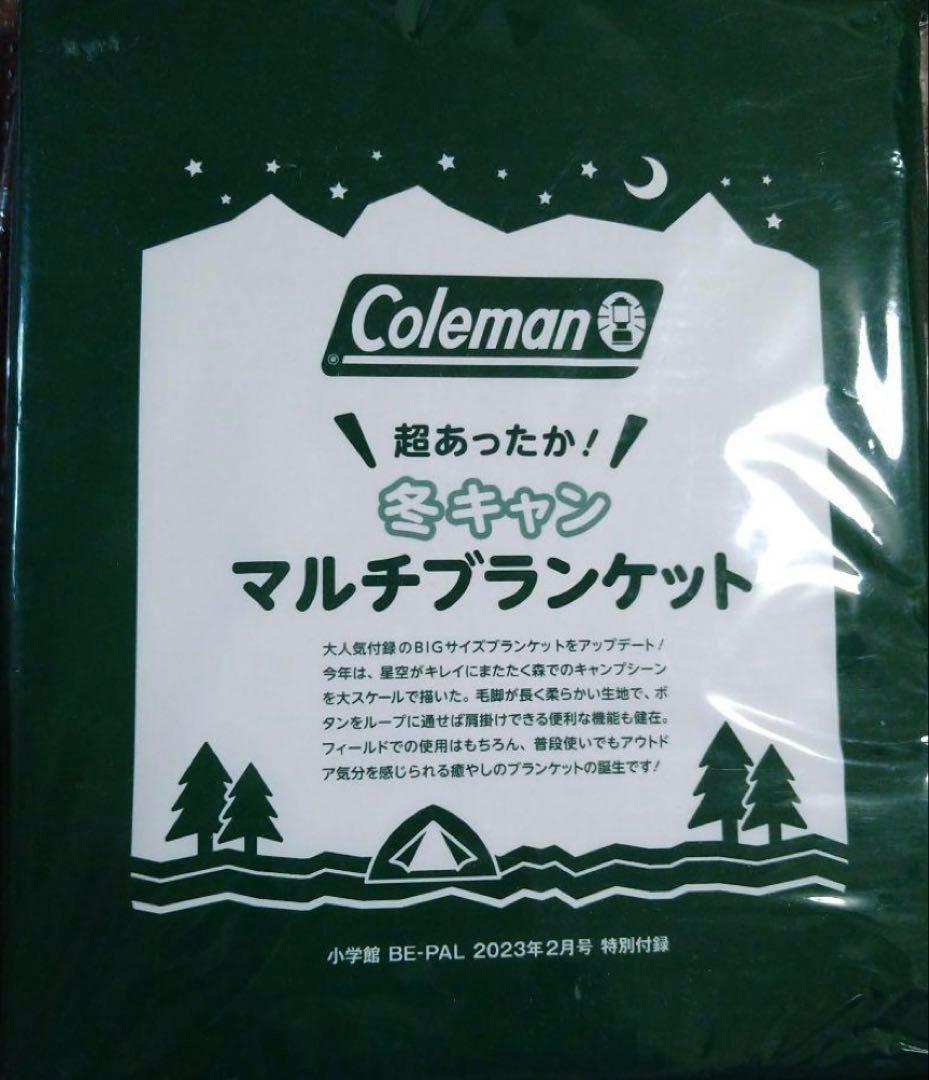 Coleman
®
超あったか!
冬キャン
マルチブランケット
大人気付録のBIGサイズブランケットをアップデート!
今年は、星空がキレイにまたたく森でのキャンプシーン
を大スケールで描いた。毛脚が長く柔らかい生地で、ボ
タンをループに通せば肩掛けできる便利な機能も健在。
フィールドでの使用はもちろん、普段使いでもアウトド
ア気分を感じられる癒やしのブランケットの誕生です!
小学館 BE-PAL 2023年2月号 特別付録